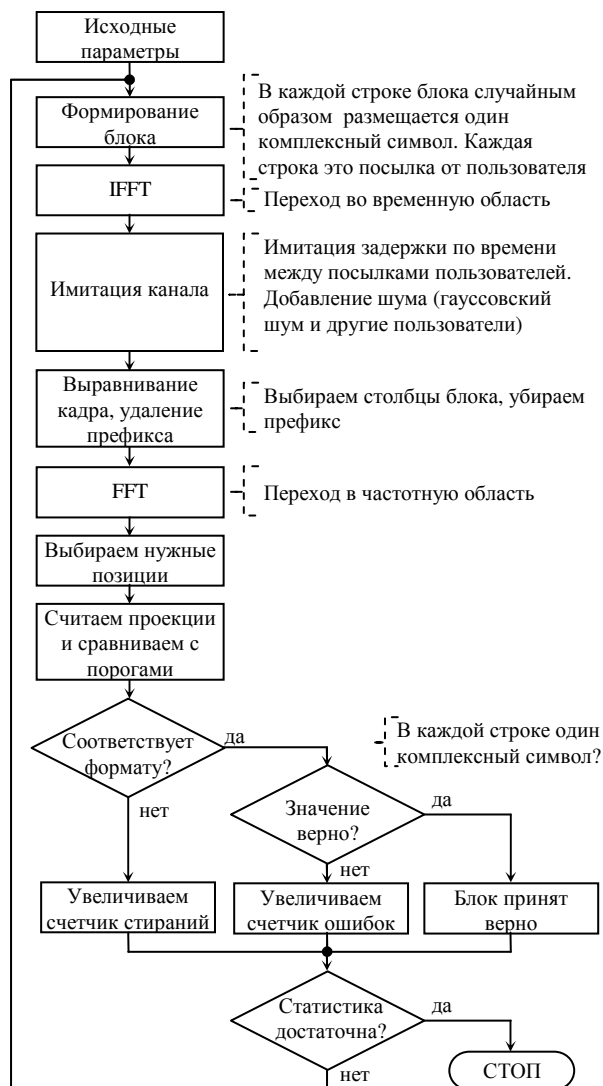 Исходные
параметры
Формирование
блока
В каждой строке блока случайным
образом размещается один
комплексный символ. Каждая
строка это посылка от пользователя
IFFT
Переход во временную область
Имитация канала
Имитация задержки по времени
между посылками пользователей.
Добавление шума (гауссовский
шум и другие пользователи)
Выравнивание
кадра, удаление
префикса
Выбираем столбцы блока, убираем
префикс
FFT
Переход в частотную область
Выбираем нужные
позиции
Считаем проекции
и сравниваем с
порогами
Соответствует
формату?
да
В каждой строке один
комплексный символ?
нет
Значение
верно?
да
нет
Увеличиваем
счетчик стираний
Увеличиваем
счетчик ошибок
Блок принят
верно
Статистика
достаточна?
да
нет
СТОП